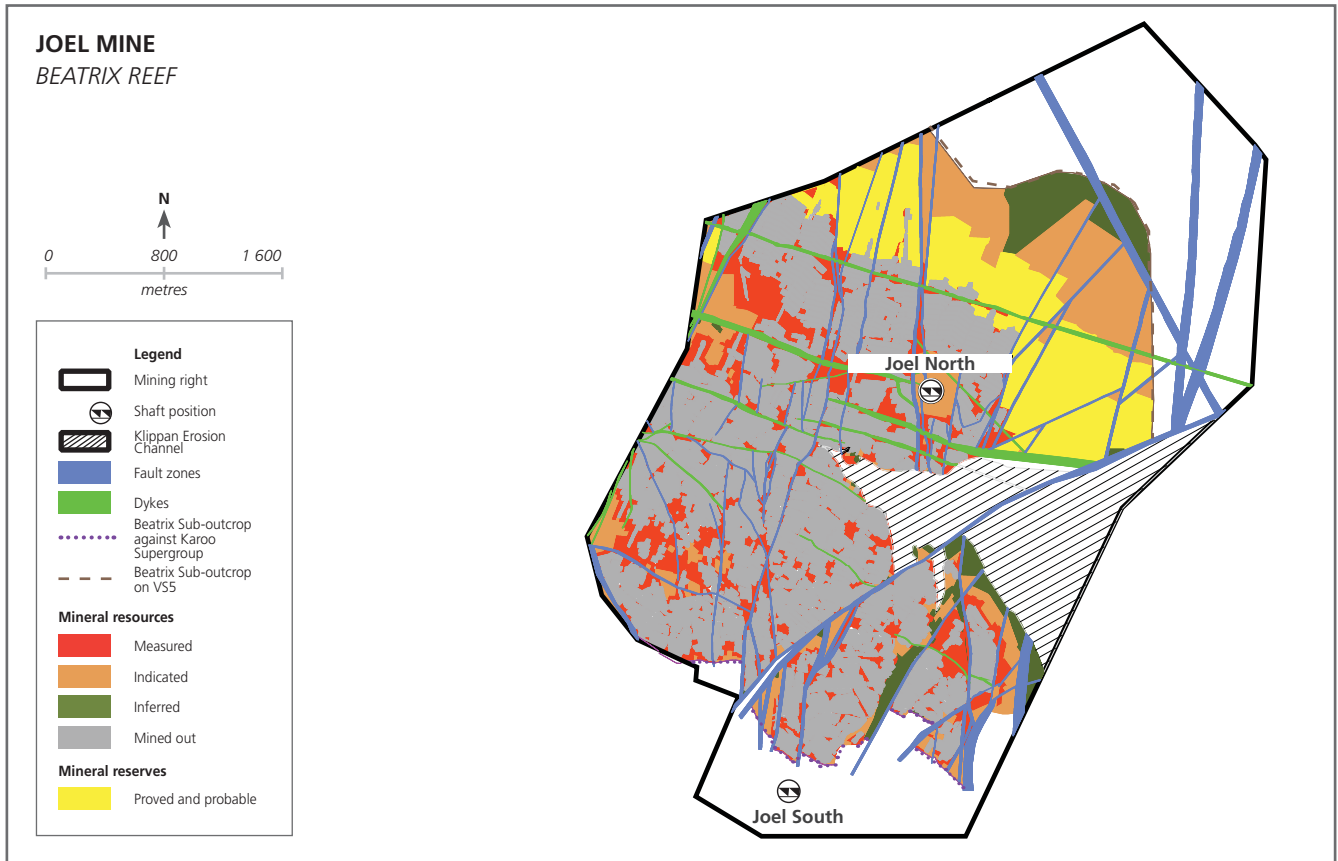 JOEL MINE
BEATRIX REEF
N
0 800 1 600
metres
Legend
Mining right
Shaft position
Klippan Erosion
Channel
Fault zones
Dykes
Beatrix Sub-outcrop
against Karoo
Supergroup
Beatrix Sub-outcrop
on VS5
Mineral resources
Measured
Indicated
Inferred
Mined out
Mineral reserves
Proved and probable
Joel North
Joel South